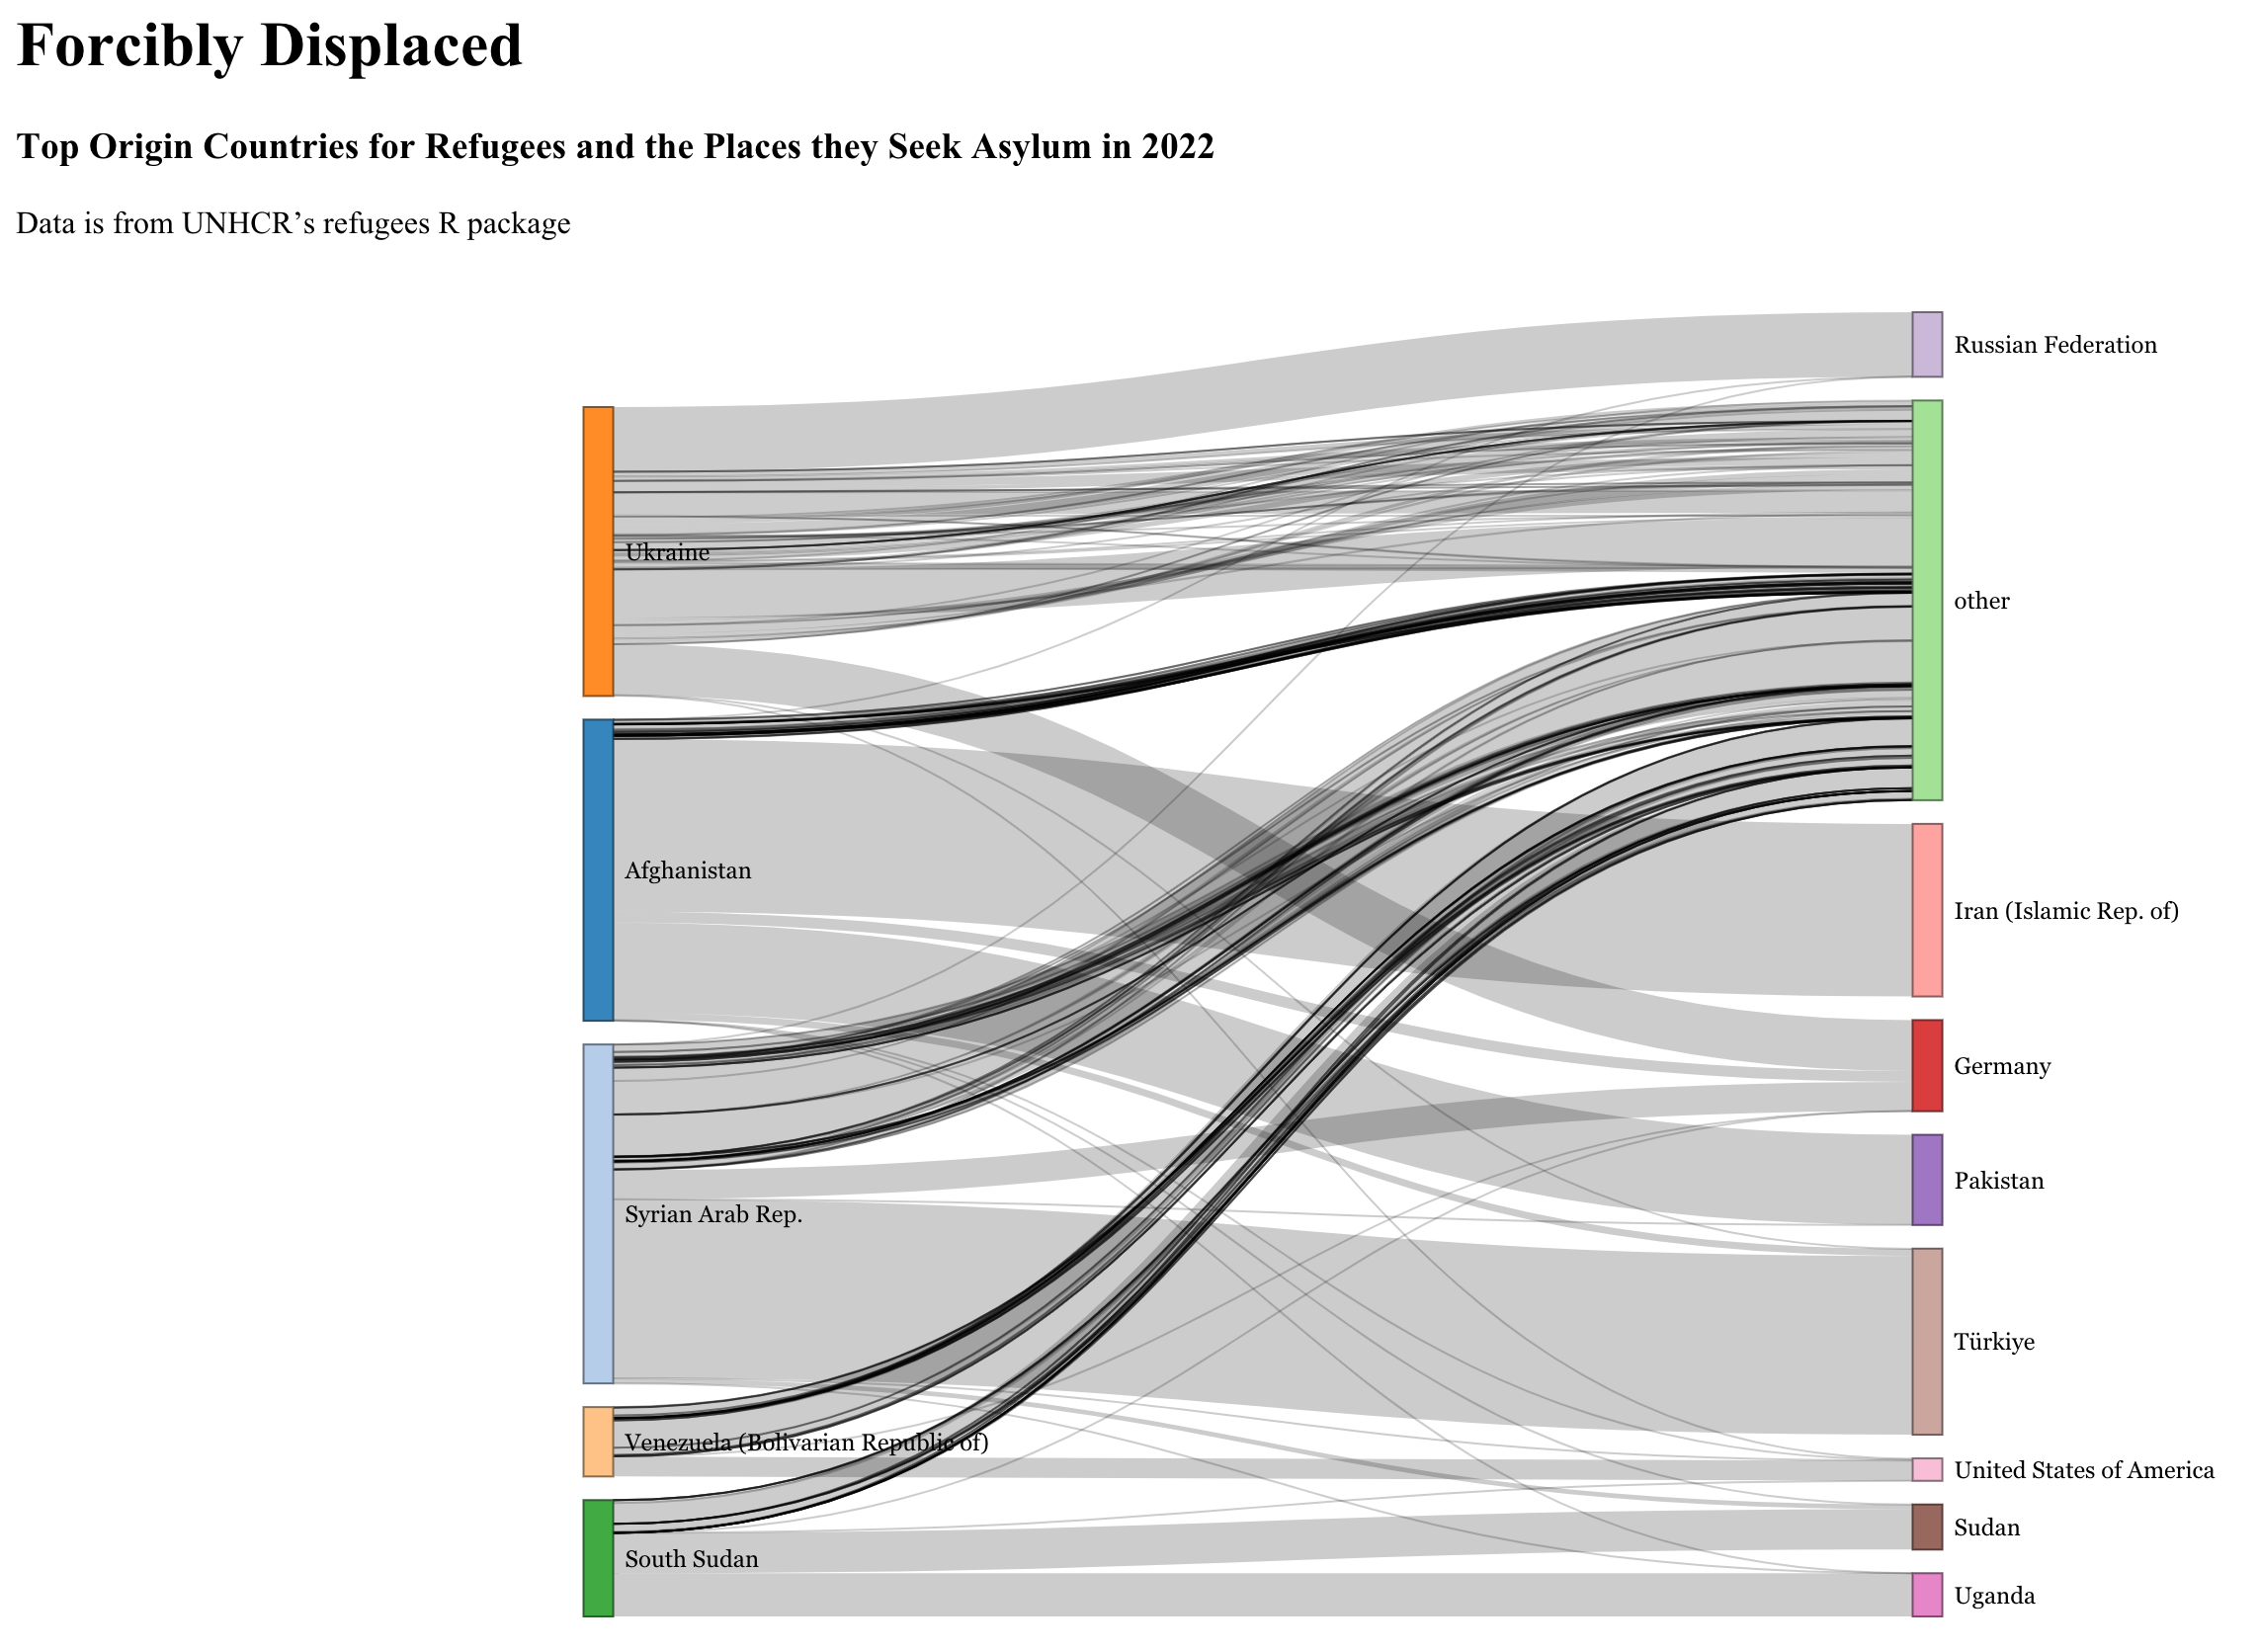 Forcibly Displaced
Top Origin Countries for Refugees and the Places they Seek Asylum in 2022
Data is from UNHCR’s refugees R package
Russian Federation
Ukraine
other
Afghanistan
Iran (Islamic Rep. of)
Germany
Pakistan
Syrian Arab Rep.
Türkiye
Venezuela (Bolivarian Republic of)
United States of America
Sudan
South Sudan
Uganda